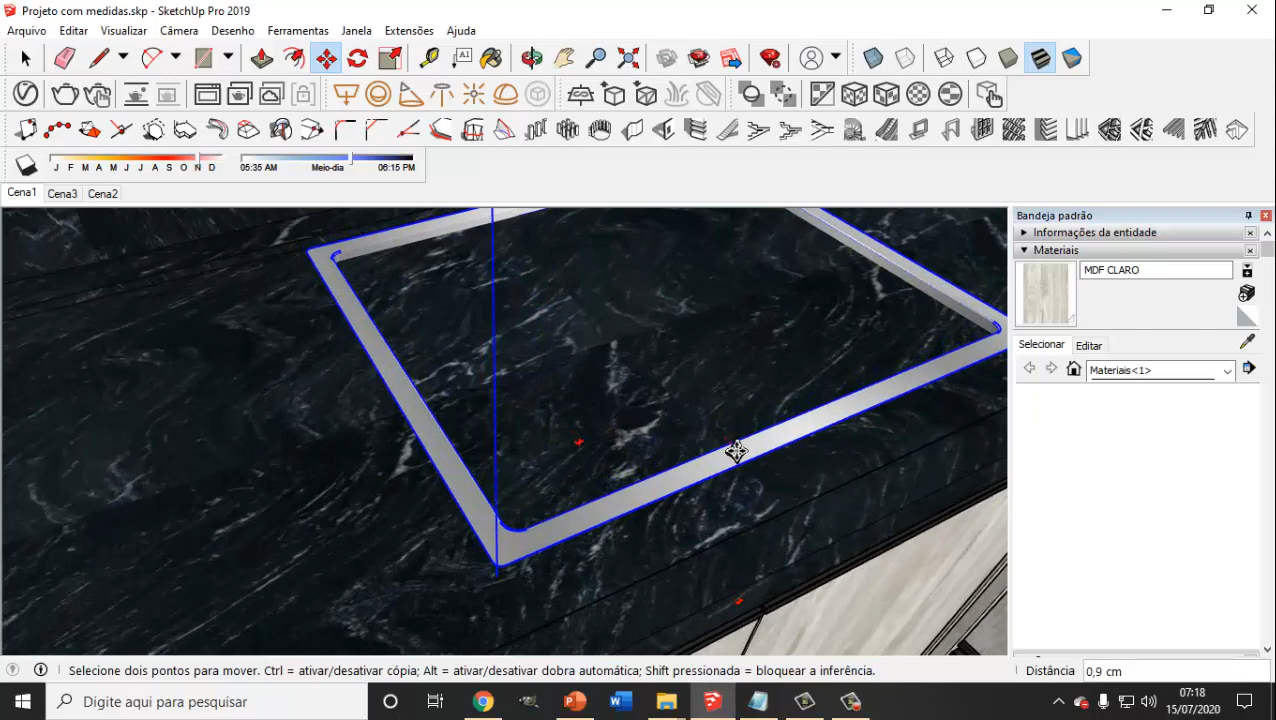 Projeto com medidas.skp - SketchUp Pro 2019
Arquivo Editar Visualizar Câmera Desenho Ferramentas Janela Extensões Ajuda
A1
J F M A M J J A S O N D
05:35 AM Meio-dia 06:15 PM
Cena1 Cena3 Cena2
Bandeja padrão
Informações da entidade
Materiais
MDF CLARO
Selecionar Editar
Materiais<1>
Selecione dois pontos para mover. Ctrl = ativar/desativar cópia; Alt = ativar/desativar dobra automática; Shift pressionada = bloquear a inferência.
Distância 0,9 cm
Digite aqui para pesquisar
07:18
15/07/2020